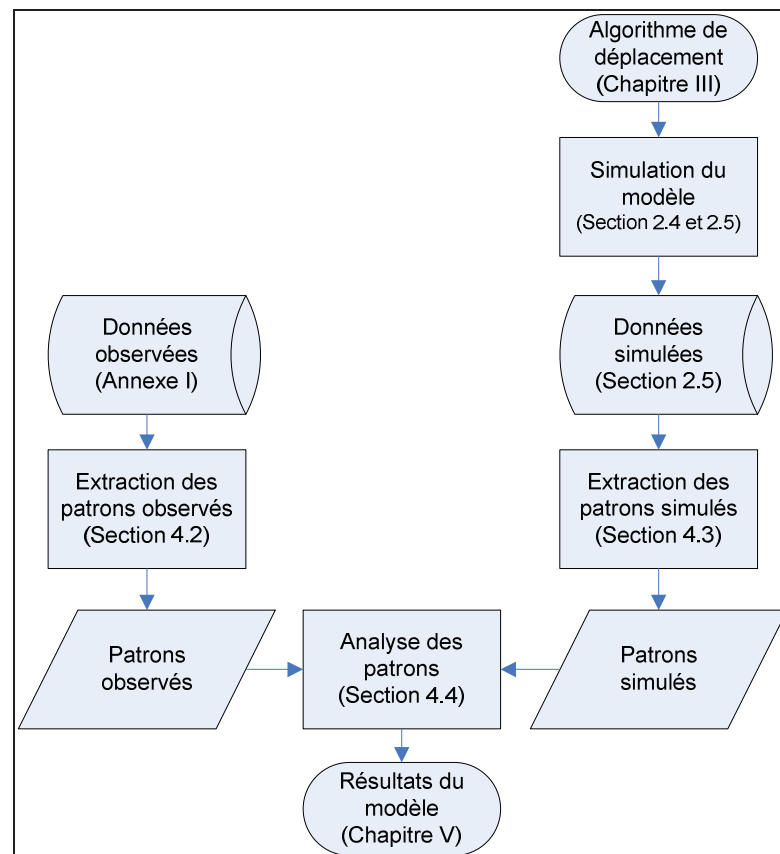 Algorithme de
déplacement
(Chapitre III)
Simulation du
modèle
(Section 2.4 et 2.5)
Données
observées
(Annexe I)
Données
simulées
(Section 2.5)
Extraction des
patrons observés
(Section 4.2)
Extraction des
patrons simulés
(Section 4.3)
Patrons
observés
Analyse des
patrons
(Section 4.4)
Patrons
simulés
Résultats du
modèle
(Chapitre V)